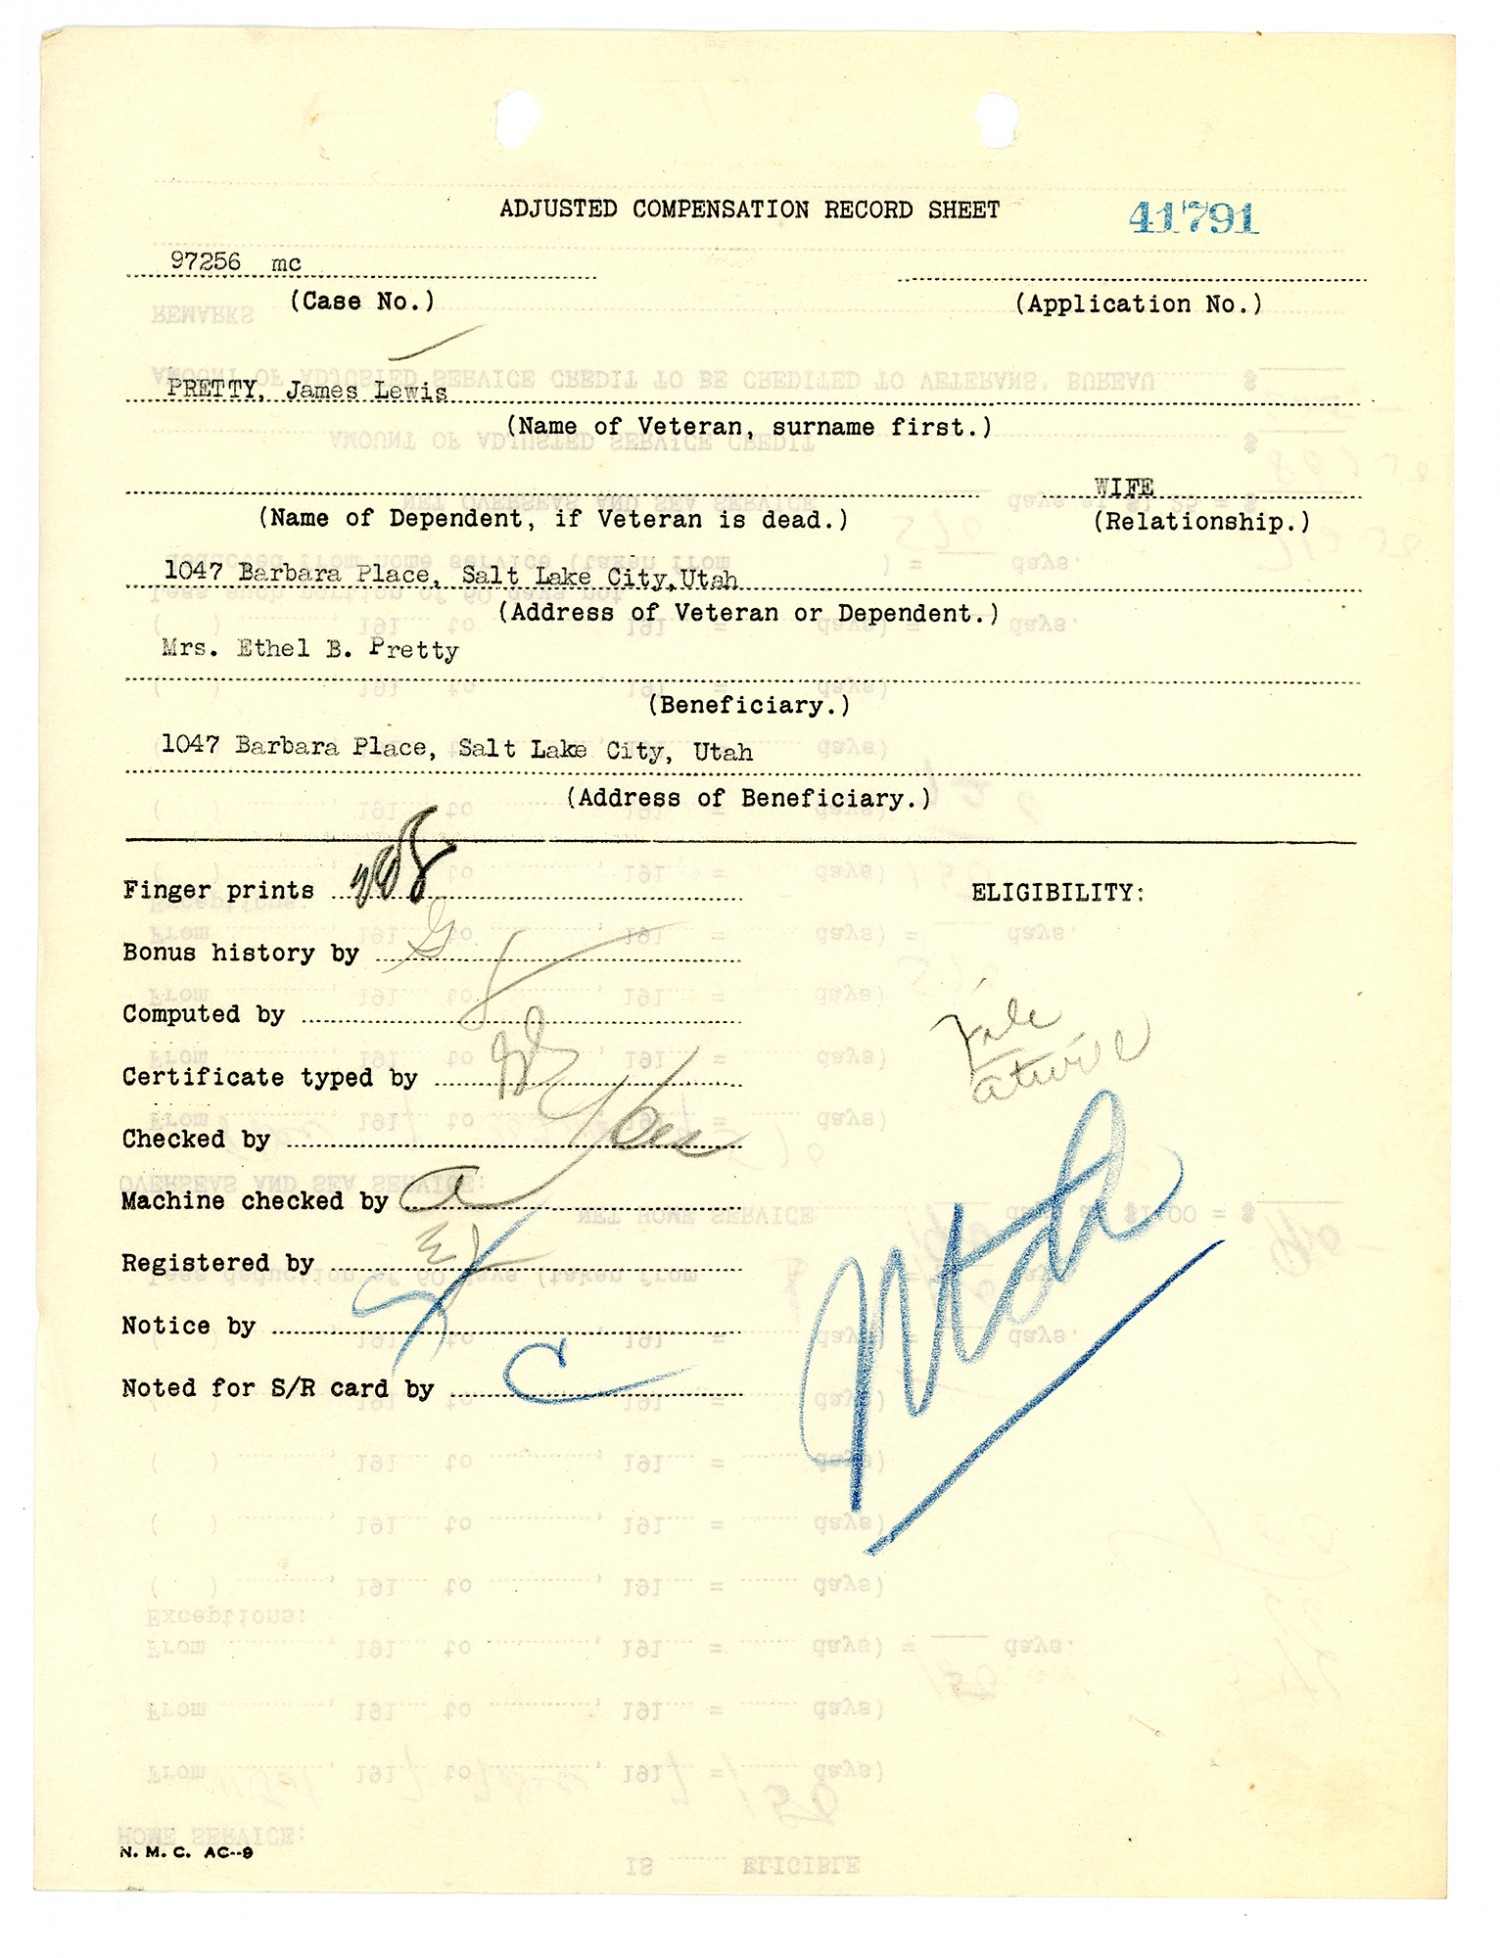 ADJUSTED COMPENSATION RECORD SHEET 41791
97256 mc
(Case No.) (Application No.)
PRETTY, James Lewis
(Name of Veteran, surname first.)
WIFE
(Name of Dependent, if Veteran is dead.) (Relationship.)
1047 Barbara Place, Salt Lake City, Utah
(Address of Veteran or Dependent.)
Mrs. Ethel B. Pretty
(Beneficiary.)
1047 Barbara Place, Salt Lake City, Utah
(Address of Beneficiary.)
Finger prints ELIGIBILITY:
Bonus history by
Computed by
Certificate typed by
Checked by
Machine checked by
Registered by
Notice by
Noted for S/R card by C
N. M. C. AC--9